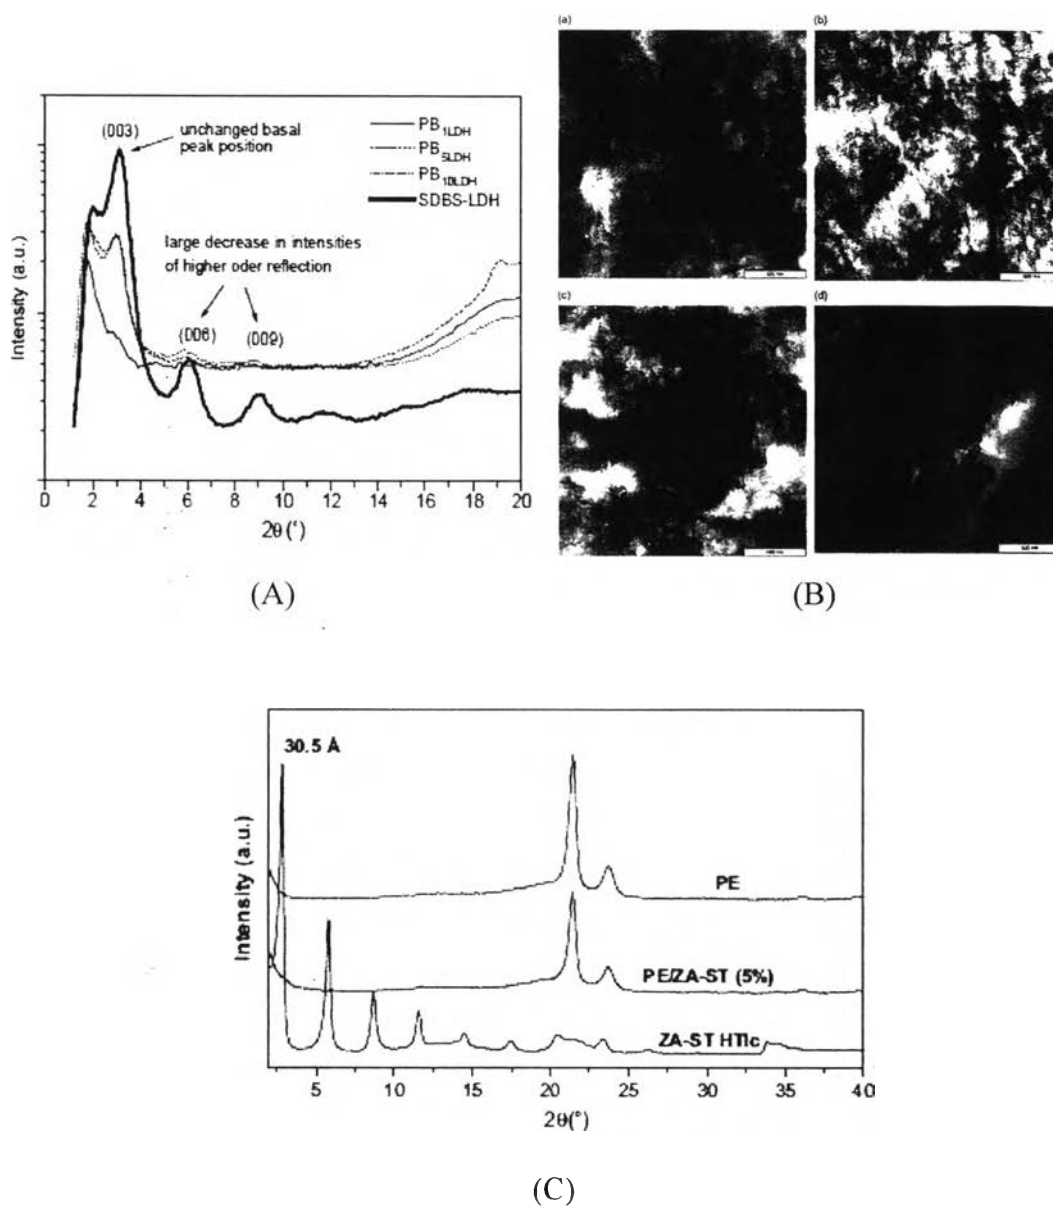 (a)
(b)
(003)
unchanged basal
peak position
PB1LDH
PB5LDH
PB10LDH
SDBS-LDH
large decrease in intensities
of higher oder reflection
(006)
(009)
Intensity (a.u.)
0 2 4 6 8 10 12 14 16 18 20
2θ(°)
(c)
(d)
(A)
(B)
30.5 Å
PE
PE/ZA-ST (5%)
ZA-ST HTlc
Intensity (a.u.)
5 10 15 20 25 30 35 40
2θ(°)
(C)